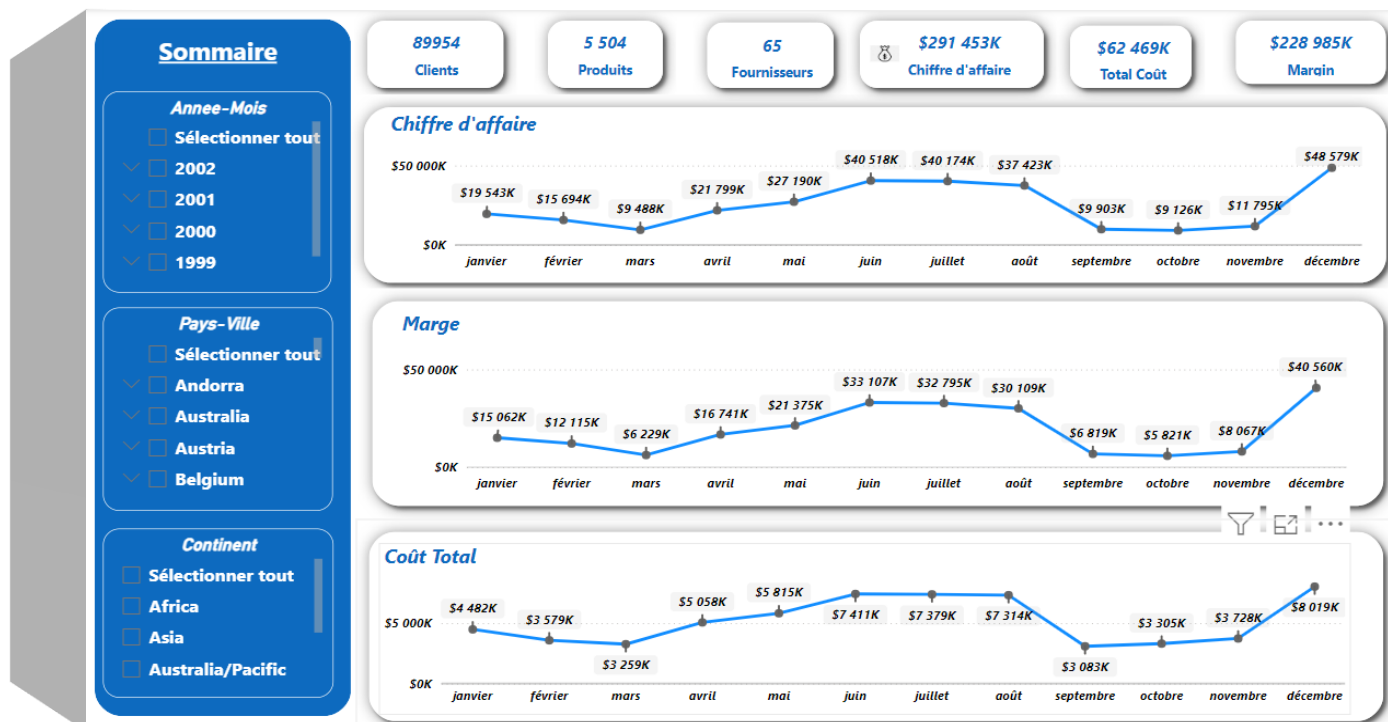 Sommaire
Annee-Mois
Sélectionner tout
2002
2001
2000
1999
Pays-Ville
Sélectionner tout
Andorra
Australia
Austria
Belgium
Continent
Sélectionner tout
Africa
Asia
Australia/Pacific
89954
Clients
5 504
Produits
65
Fournisseurs
$291 453K
Chiffre d'affaire
$62 469K
Total Coût
$228 985K
Margin
Chiffre d'affaire
$50 000K
$0K
$19 543K
$15 694K
$9 488K
$21 799K
$27 190K
$40 518K
$40 174K
$37 423K
$9 903K
$9 126K
$11 795K
$48 579K
janvier
février
mars
avril
mai
juin
juillet
août
septembre
octobre
novembre
décembre
Marge
$50 000K
$0K
$15 062K
$12 115K
$6 229K
$16 741K
$21 375K
$33 107K
$32 795K
$30 109K
$6 819K
$5 821K
$8 067K
$40 560K
janvier
février
mars
avril
mai
juin
juillet
août
septembre
octobre
novembre
décembre
Coût Total
$5 000K
$0K
$4 482K
$3 579K
$3 259K
$5 058K
$5 815K
$7 411K
$7 379K
$7 314K
$3 083K
$3 305K
$3 728K
$8 019K
janvier
février
mars
avril
mai
juin
juillet
août
septembre
octobre
novembre
décembre